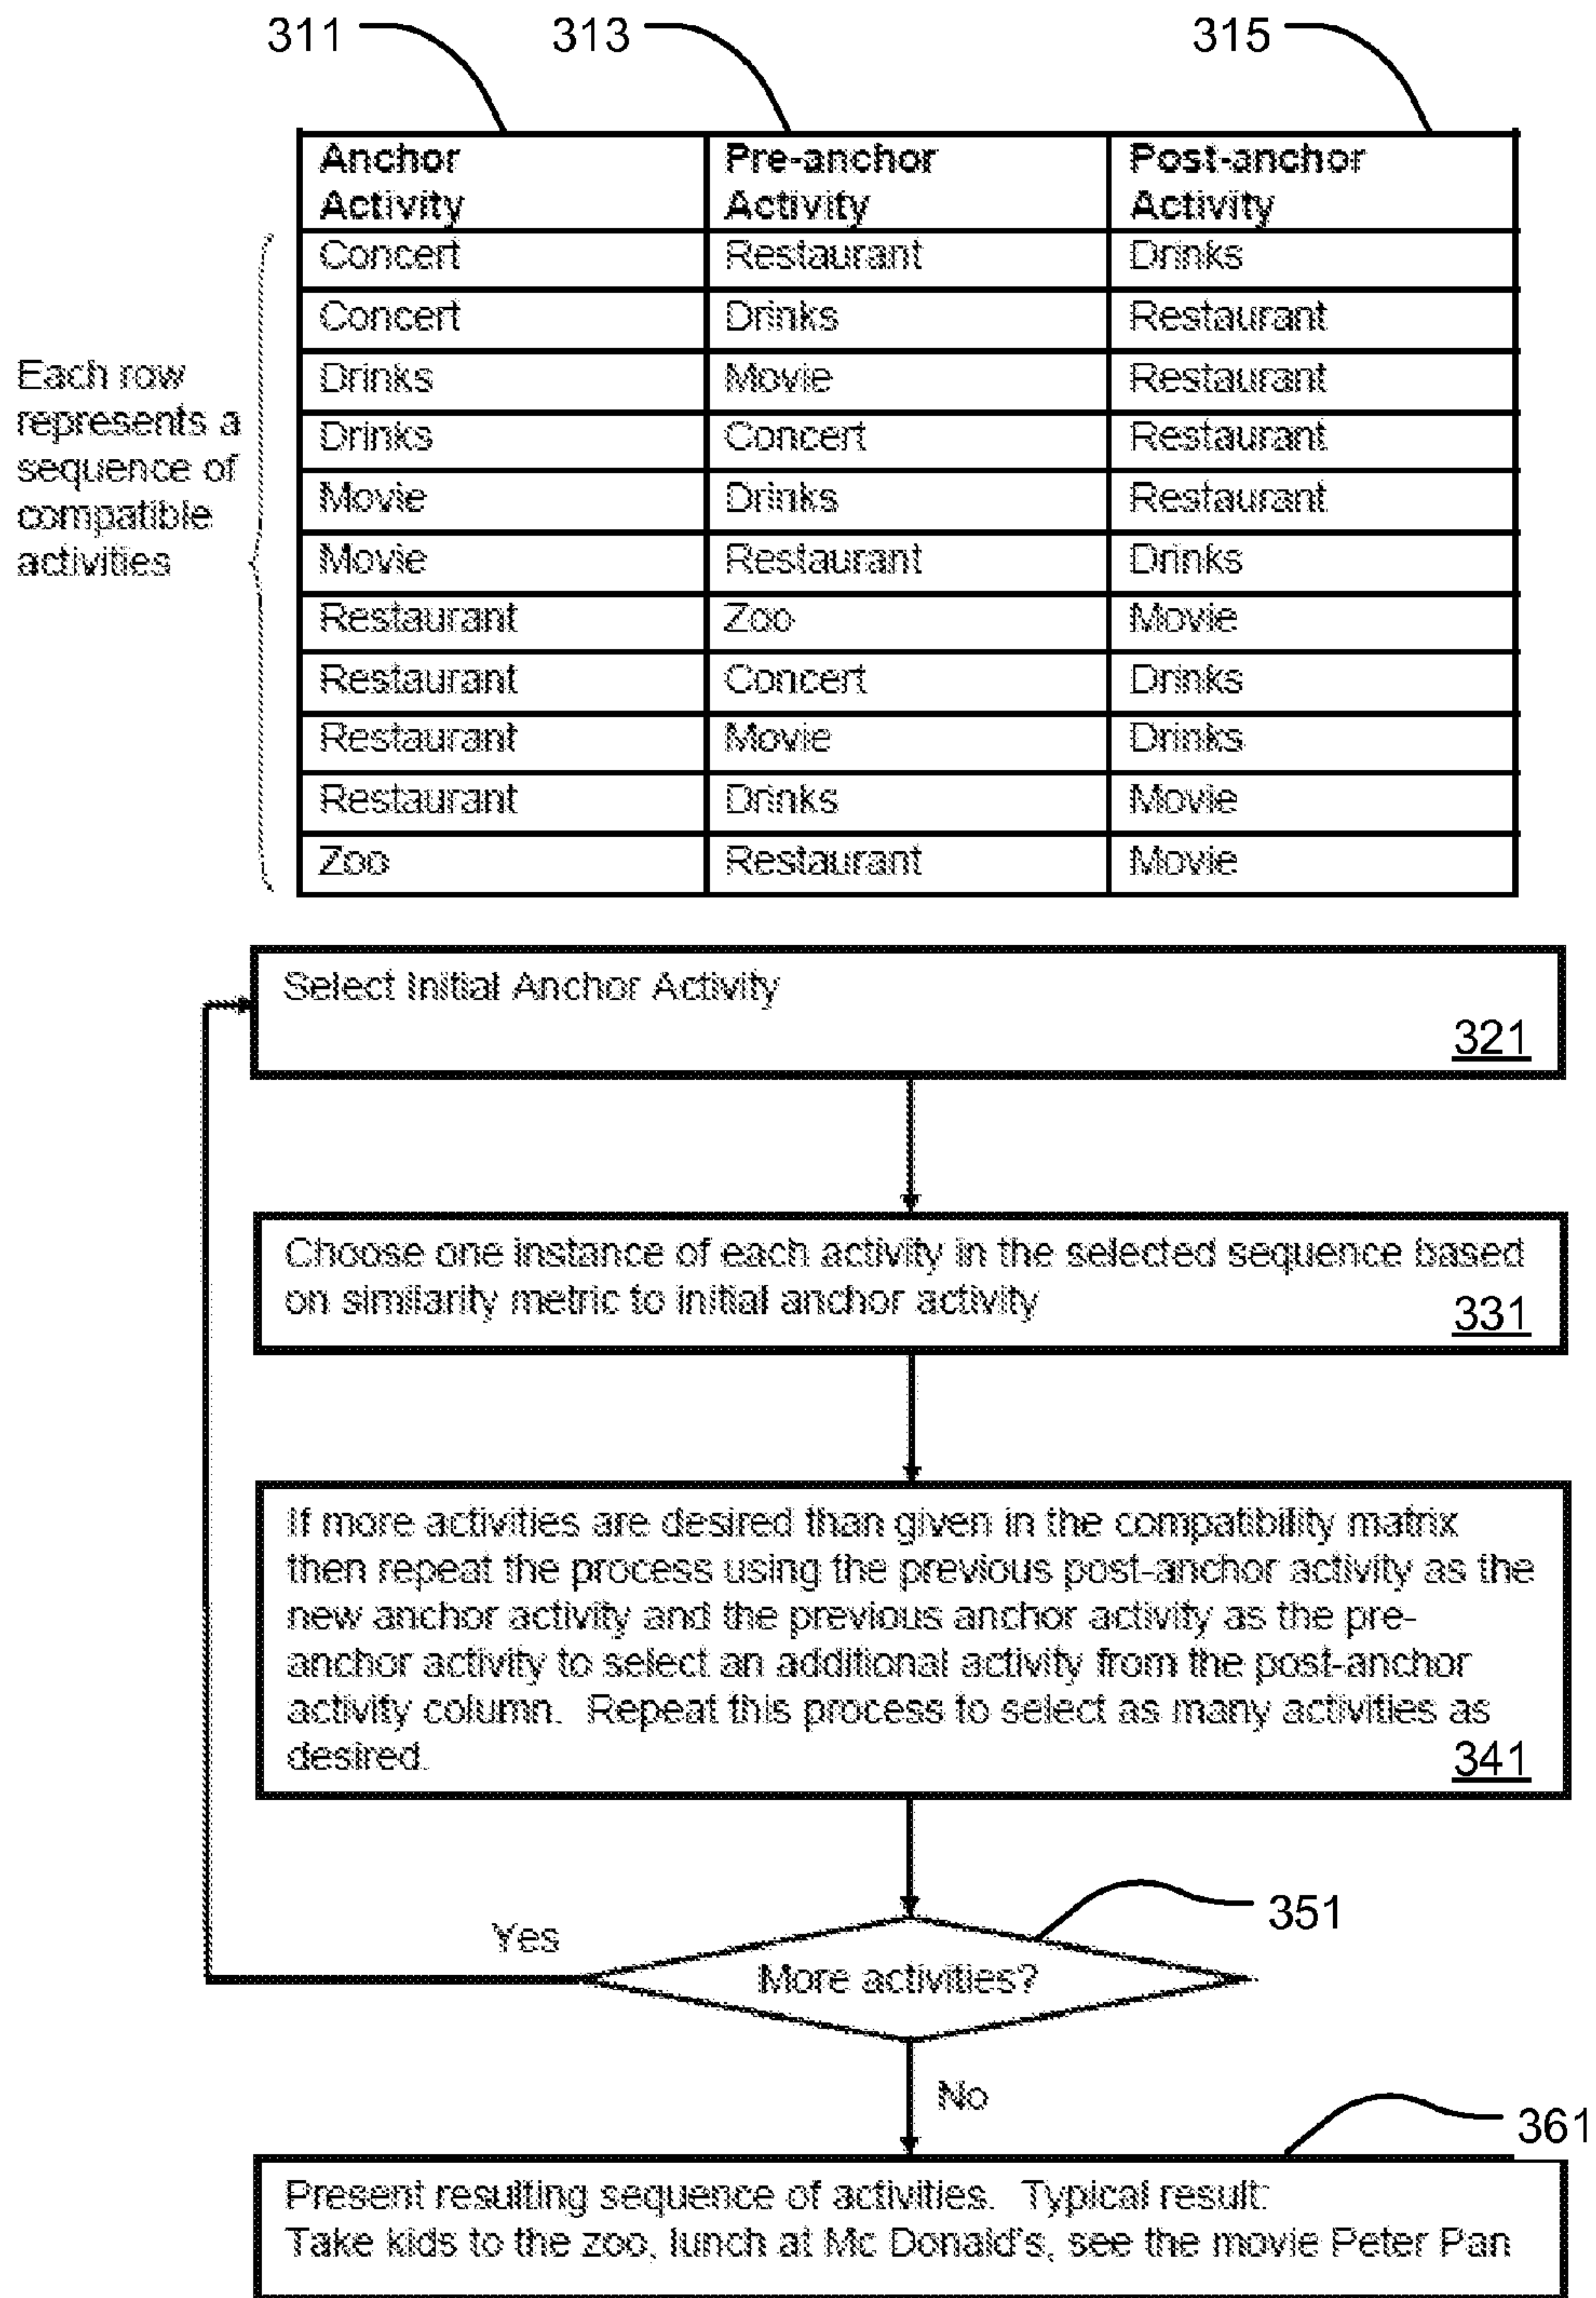 311 313 315
Anchor Activity Pre-anchor Activity Post-anchor Activity
Concert Restaurant Drinks
Concert Drinks Restaurant
Drinks Movie Restaurant
Drinks Concert Restaurant
Movie Drinks Restaurant
Movie Restaurant Drinks
Restaurant Zoo Movie
Restaurant Concert Drinks
Restaurant Movie Drinks
Restaurant Drinks Movie
Zoo Restaurant Movie
Each row
represents a
sequence of
compatible
activities
Select Initial Anchor Activity
321
Choose one instance of each activity in the selected sequence based
on similarity metric to initial anchor activity
331
If more activities are desired than given in the compatibility matrix
then repeat the process using the previous post-anchor activity as the
new anchor activity and the previous anchor activity as the pre-
anchor activity to select an additional activity from the post-anchor
activity column. Repeat this process to select as many activities as
desired.
341
351
Yes
More activities?
No
361
Present resulting sequence of activities. Typical result:
Take kids to the zoo, lunch at Mc Donald's, see the movie Peter Pan